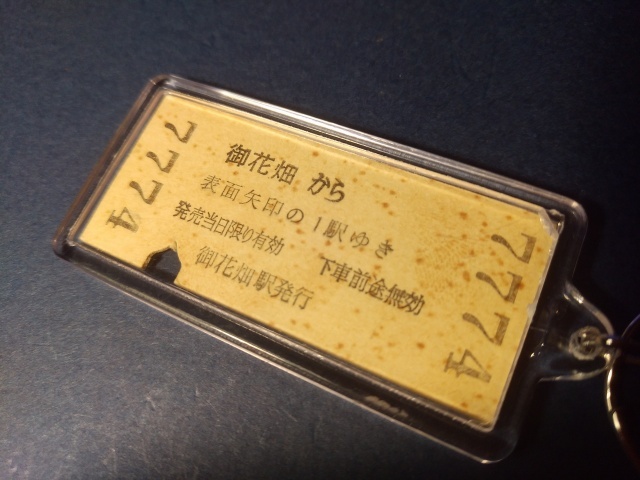 7774
御花畑 から
表面矢印の1駅ゆき
発売当日限り有効 下車前途無効
御花畑駅発行
7774